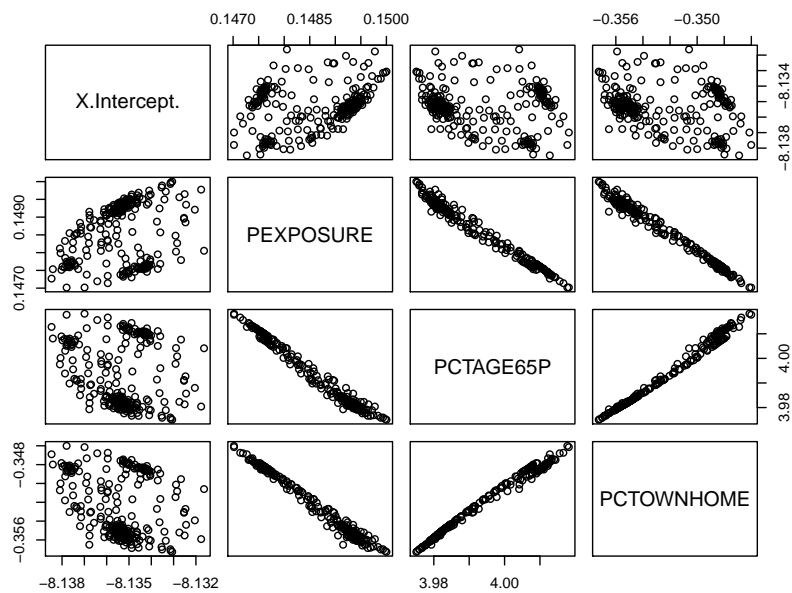 0.1470 0.1485 0.1500 −0.356 −0.350
X.Intercept.
−8.138 −8.134
0.1470 0.1490
PEXPOSURE
PCTAGE65P
3.98 4.00
−0.356 −0.348
PCTOWNHOME
−8.138 −8.135 −8.132 3.98 4.00